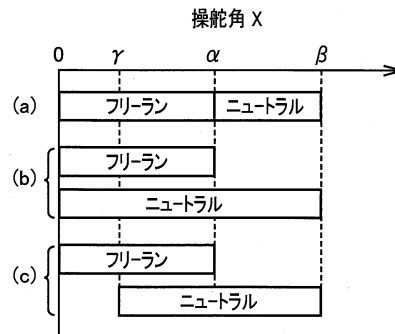 操舵角 X
0 γ α β
(a) フリーラン ニュートラル
(b) フリーラン
ニュートラル
(c) フリーラン
ニュートラル